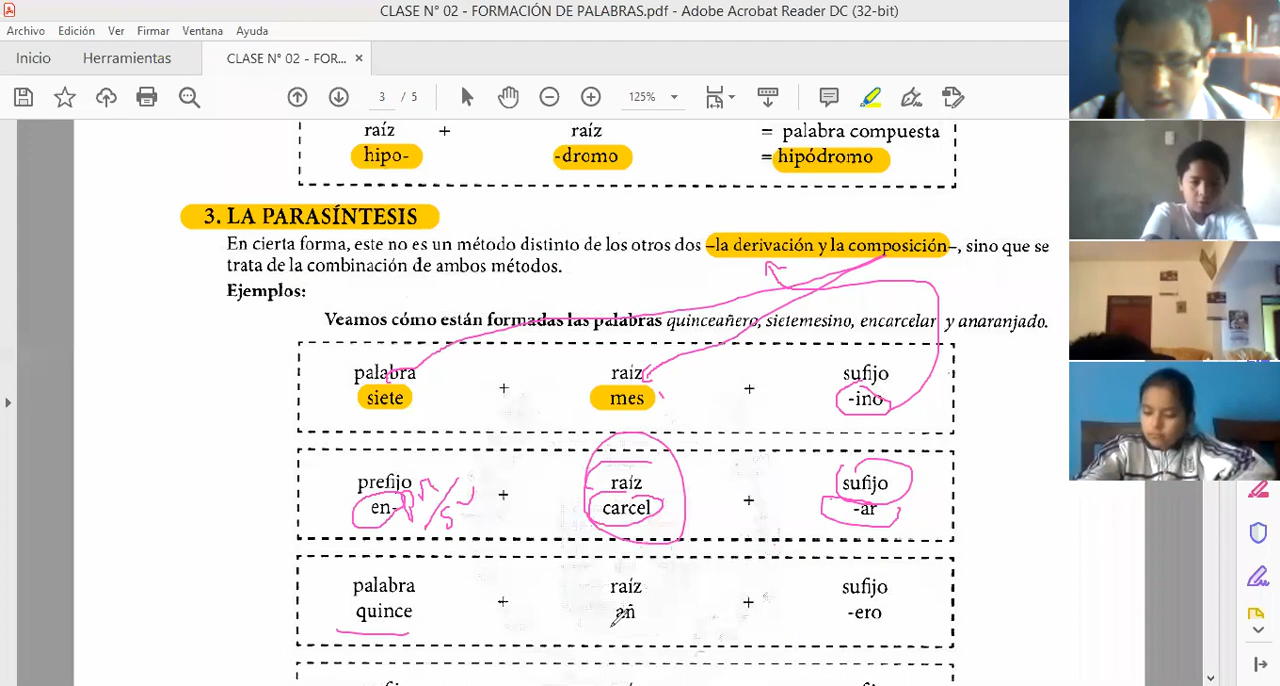 CLASE N° 02 - FORMACIÓN DE PALABRAS.pdf - Adobe Acrobat Reader DC (32-bit)
Archivo Edición Ver Firmar Ventana Ayuda
Inicio Herramientas CLASE N° 02 - FOR... ×
3 / 5 125%
raíz + raíz = palabra compuesta
hipo- -dromo = hipódromo
3. LA PARASÍNTESIS
En cierta forma, este no es un método distinto de los otros dos –la derivación y la composición–, sino que se
trata de la combinación de ambos métodos.
Ejemplos:
Veamos cómo están formadas las palabras quinceañero, sietemesino, encarcelar y anaranjado.
palabra raíz sufijo
siete + mes + -ino
prefijo raíz sufijo
en- + carcel + -ar
palabra raíz sufijo
quince + añ + -ero